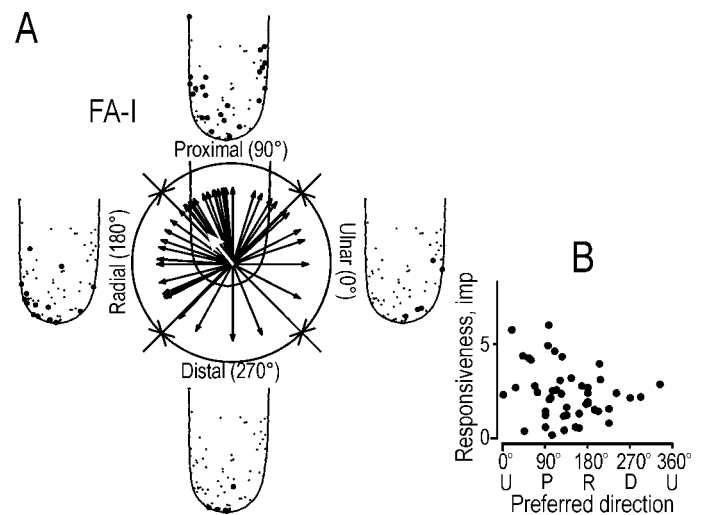 A
FA-I
Proximal (90°)
Radial (180°)
Ulnar (0°)
Distal (270°)
B
Responsiveness, imp
5
0
0° 90° 180° 270° 360°
U P R D U
Preferred direction